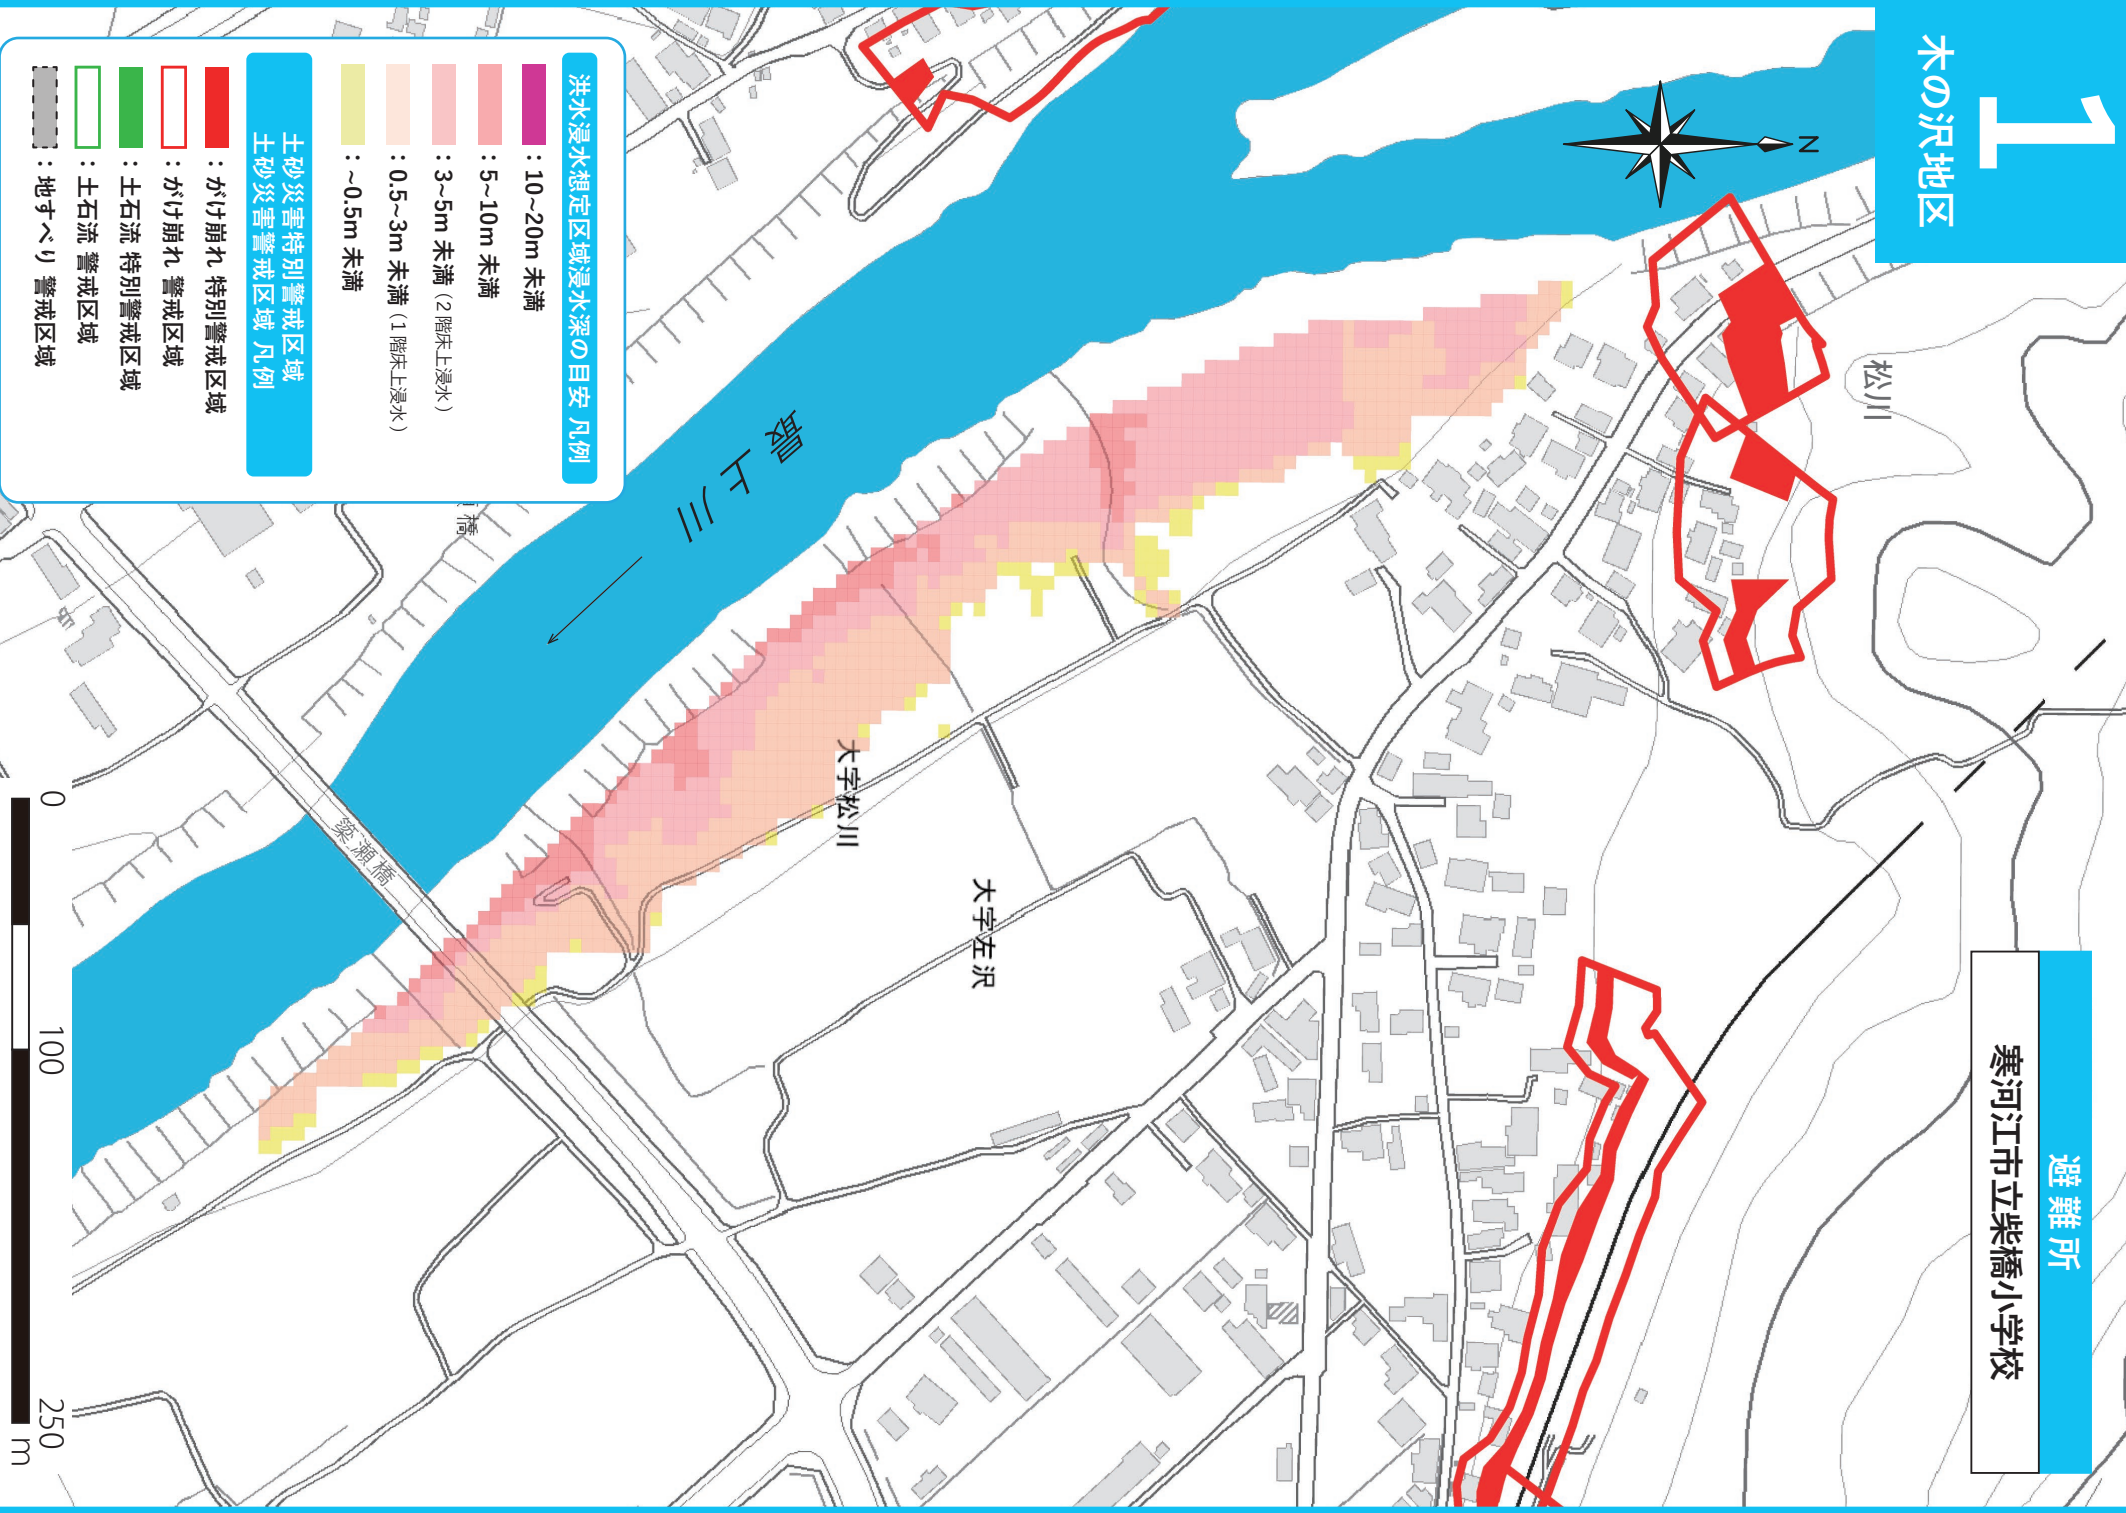 1
木の沢地区
N
避難所
寒河江市立柴橋小学校
松川
最上川
大字松川
大字左沢
簗瀬橋
橋
洪水浸水想定区域浸水深の目安 凡例
：10~20m 未満
：5~10m 未満
：3~5m 未満（2 階床上浸水）
：0.5~3m 未満（1 階床上浸水）
：~0.5m 未満
土砂災害特別警戒区域
土砂災害警戒区域 凡例
：がけ崩れ 特別警戒区域
：がけ崩れ 警戒区域
：土石流 特別警戒区域
：土石流 警戒区域
：地すべり 警戒区域
0 100 250 m